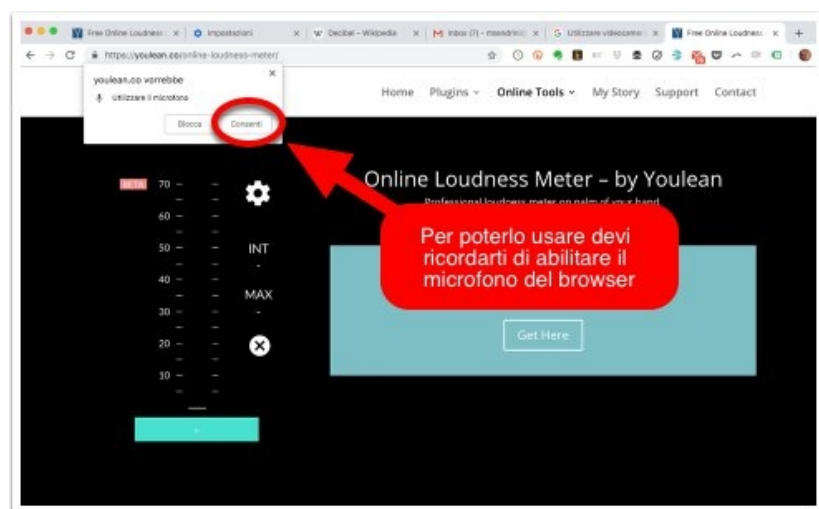 Free Online Loudness
Impostazioni
Decibel – Wikipedia
Free Online Loudness
https://youlean.co/online-loudness-meter/
youlean.co vorrebbe
Utilizzare il microfono
Blocca
Consenti
Home
Plugins
Online Tools
My Story
Support
Contact
Online Loudness Meter – by Youlean
Professional loudness meter on palm of your hand
Per poterlo usare devi
ricordarti di abilitare il
microfono del browser
Get Here
BETA
70
60
50
40
30
20
10
INT
-
MAX
-